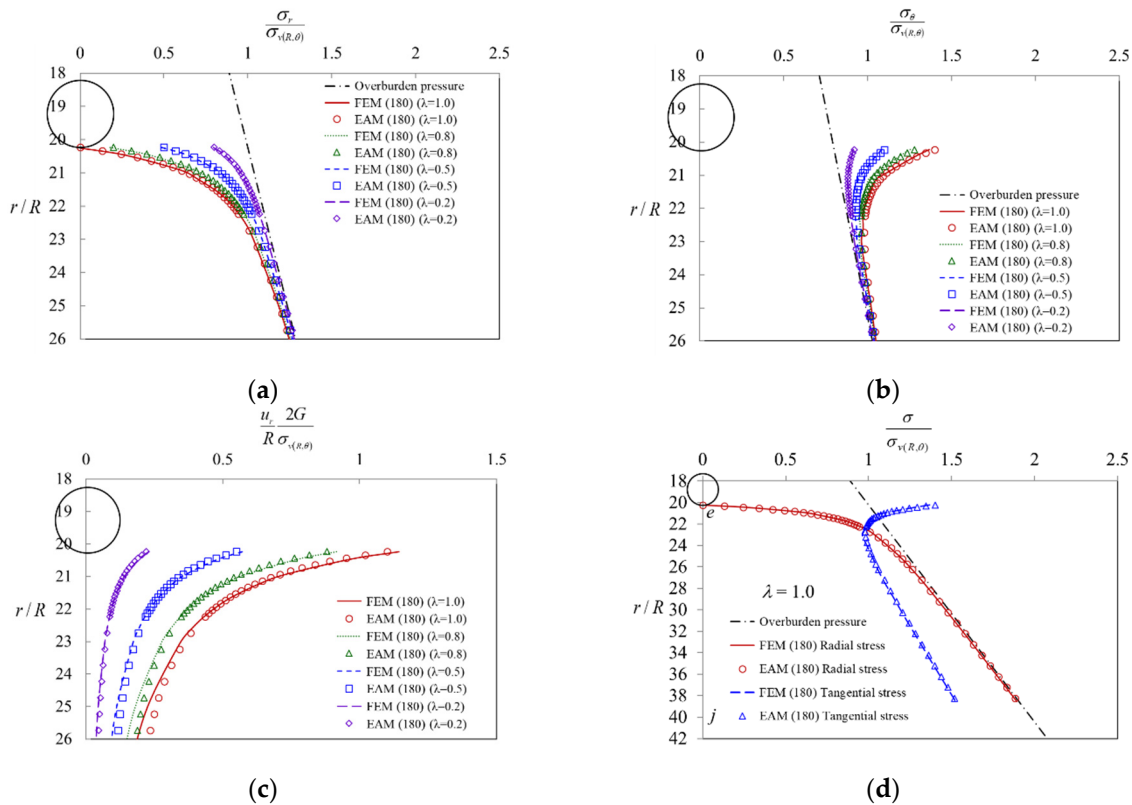 σr
σv(R,θ)
0 0.5 1 1.5 2 2.5
18
19
20
21
22
23
24
25
26
r / R
Overburden pressure
FEM (180) (λ=1.0)
EAM (180) (λ=1.0)
FEM (180) (λ=0.8)
EAM (180) (λ=0.8)
FEM (180) (λ=0.5)
EAM (180) (λ=0.5)
FEM (180) (λ=0.2)
EAM (180) (λ=0.2)
(a)
σθ
σv(R,θ)
0 0.5 1 1.5 2 2.5
18
19
20
21
22
23
24
25
26
r / R
Overburden pressure
FEM (180) (λ=1.0)
EAM (180) (λ=1.0)
FEM (180) (λ=0.8)
EAM (180) (λ=0.8)
FEM (180) (λ=0.5)
EAM (180) (λ−0.5)
FEM (180) (λ−0.2)
EAM (180) (λ−0.2)
(b)
ur 2G
R σv(R,θ)
0 0.5 1 1.5
18
19
20
21
22
23
24
25
26
r / R
FEM (180) (λ=1.0)
EAM (180) (λ=1.0)
FEM (180) (λ=0.8)
EAM (180) (λ=0.8)
FEM (180) (λ=0.5)
EAM (180) (λ−0.5)
FEM (180) (λ−0.2)
EAM (180) (λ=0.2)
(c)
σ
σv(R,θ)
0 0.5 1 1.5 2 2.5
18
20
22
24
26
28
30
32
34
36
38
40
42
r / R
e
j
λ = 1.0
Overburden pressure
FEM (180) Radial stress
EAM (180) Radial stress
FEM (180) Tangential stress
EAM (180) Tangential stress
(d)